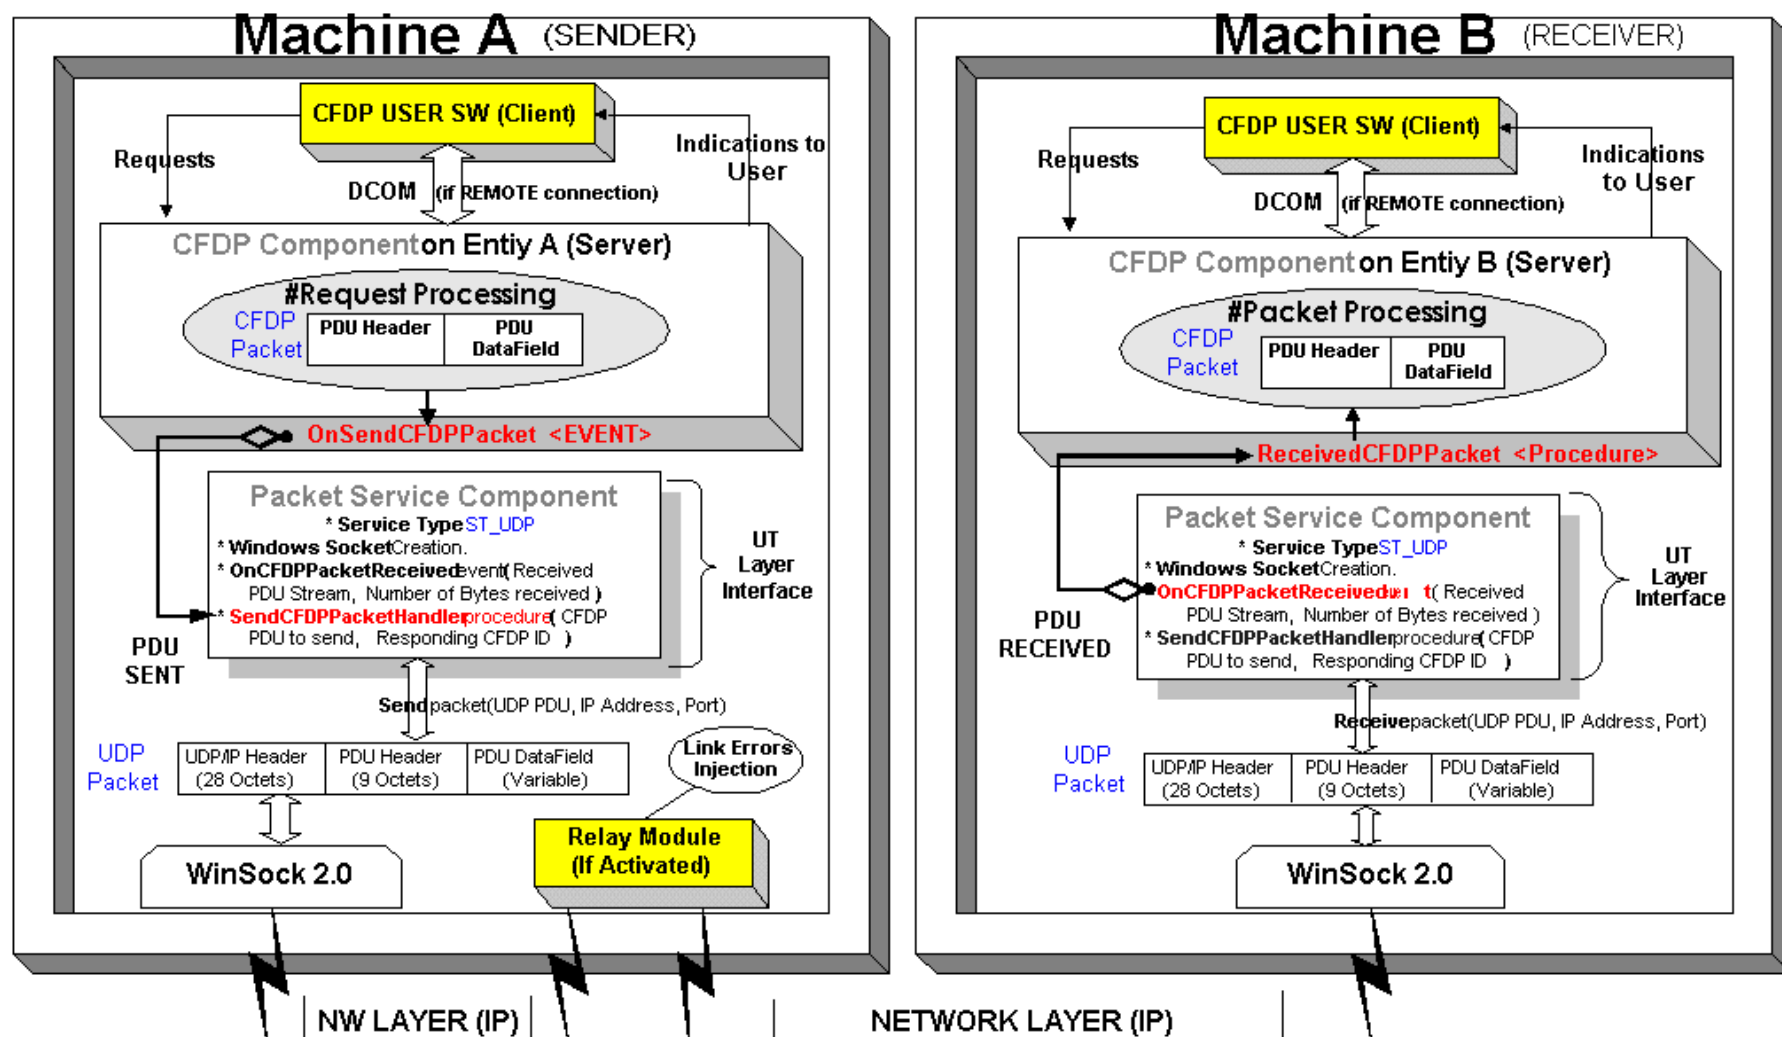 Machine A (SENDER)
CFDP USER SW (Client)
Requests
Indications to
User
DCOM (if REMOTE connection)
CFDP Component on Entiy A (Server)
#Request Processing
CFDP
Packet
PDU Header
PDU
DataField
OnSendCFDPPacket <EVENT>
Packet Service Component
* Service Type ST_UDP
* Windows Socket Creation.
* OnCFDPPacketReceived event( Received
PDU Stream, Number of Bytes received )
* SendCFDPPacketHandler procedure( CFDP
PDU to send, Responding CFDP ID )
UT
Layer
Interface
PDU
SENT
Send packet(UDP PDU, IP Address, Port)
UDP
Packet
UDP/IP Header
(28 Octets)
PDU Header
(9 Octets)
PDU DataField
(Variable)
Link Errors
Injection
WinSock 2.0
Relay Module
(If Activated)
NW LAYER (IP)
Machine B (RECEIVER)
CFDP USER SW (Client)
Requests
Indications
to User
DCOM (if REMOTE connection)
CFDP Component on Entiy B (Server)
#Packet Processing
CFDP
Packet
PDU Header
PDU
DataField
ReceivedCFDPPacket <Procedure>
Packet Service Component
* Service Type ST_UDP
* Windows Socket Creation.
OnCFDPPacketReceived ( Received
PDU Stream, Number of Bytes received )
* SendCFDPPacketHandler procedure( CFDP
PDU to send, Responding CFDP ID )
UT
Layer
Interface
PDU
RECEIVED
Receive packet(UDP PDU, IP Address, Port)
UDP
Packet
UDP/IP Header
(28 Octets)
PDU Header
(9 Octets)
PDU DataField
(Variable)
WinSock 2.0
NETWORK LAYER (IP)